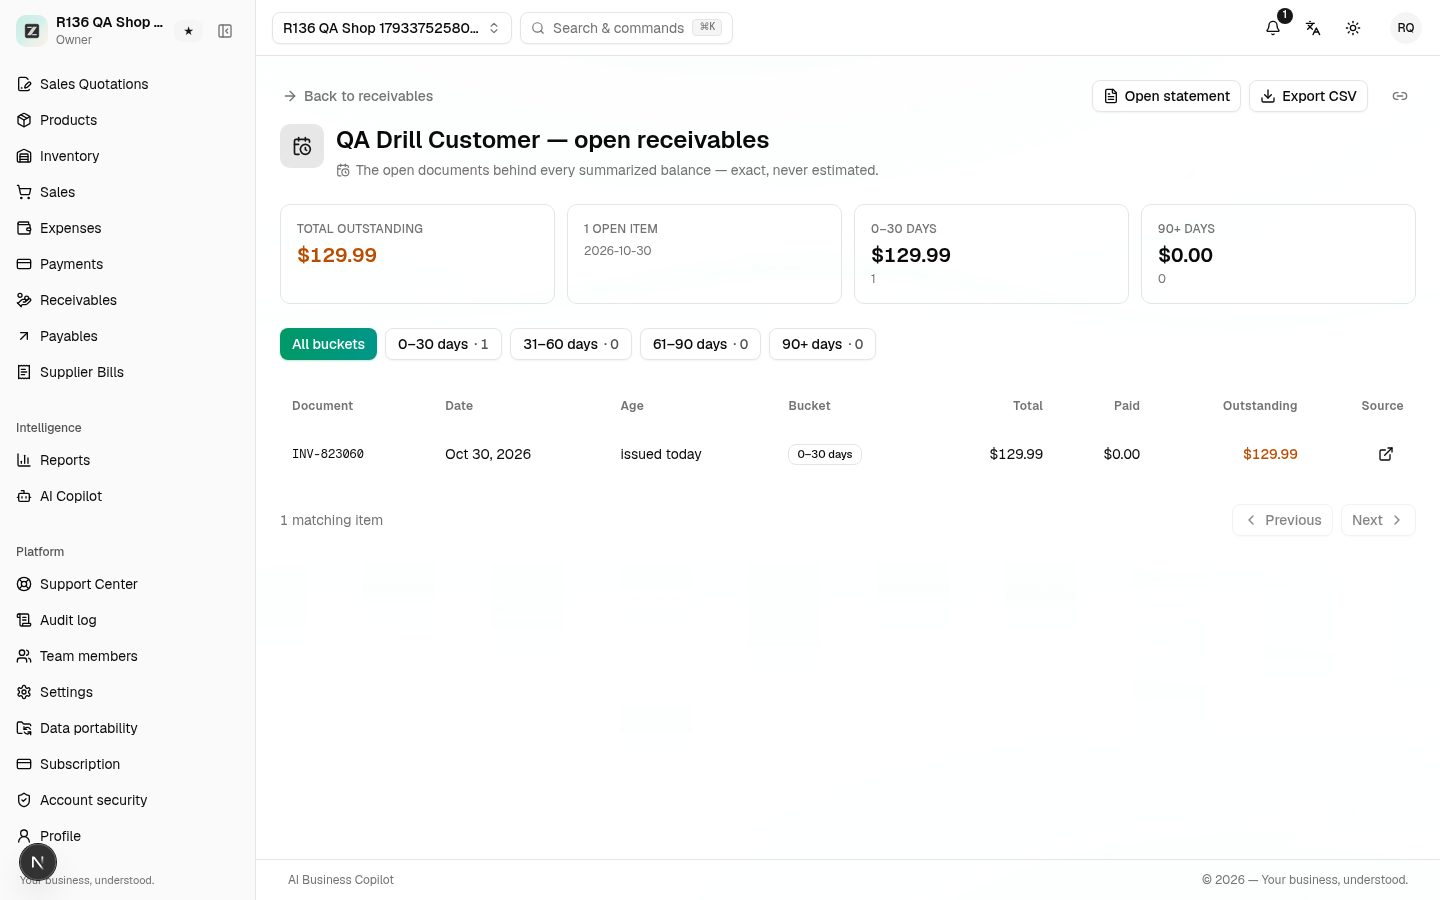 R136 QA Shop ...
Owner
★
Sales Quotations
Products
Inventory
Sales
Expenses
Payments
Receivables
Payables
Supplier Bills
Intelligence
Reports
AI Copilot
Platform
Support Center
Audit log
Team members
Settings
Data portability
Subscription
Account security
Profile
N
Your business, understood.
R136 QA Shop 17933752580...
Search & commands ⌘K
1
RQ
Back to receivables
Open statement
Export CSV
QA Drill Customer — open receivables
The open documents behind every summarized balance — exact, never estimated.
TOTAL OUTSTANDING
$129.99
1 OPEN ITEM
2026-10-30
0–30 DAYS
$129.99
1
90+ DAYS
$0.00
0
All buckets
0–30 days · 1
31–60 days · 0
61–90 days · 0
90+ days · 0
Document Date Age Bucket Total Paid Outstanding Source
INV-823060 Oct 30, 2026 issued today 0–30 days $129.99 $0.00 $129.99
1 matching item
Previous
Next
AI Business Copilot
© 2026 — Your business, understood.